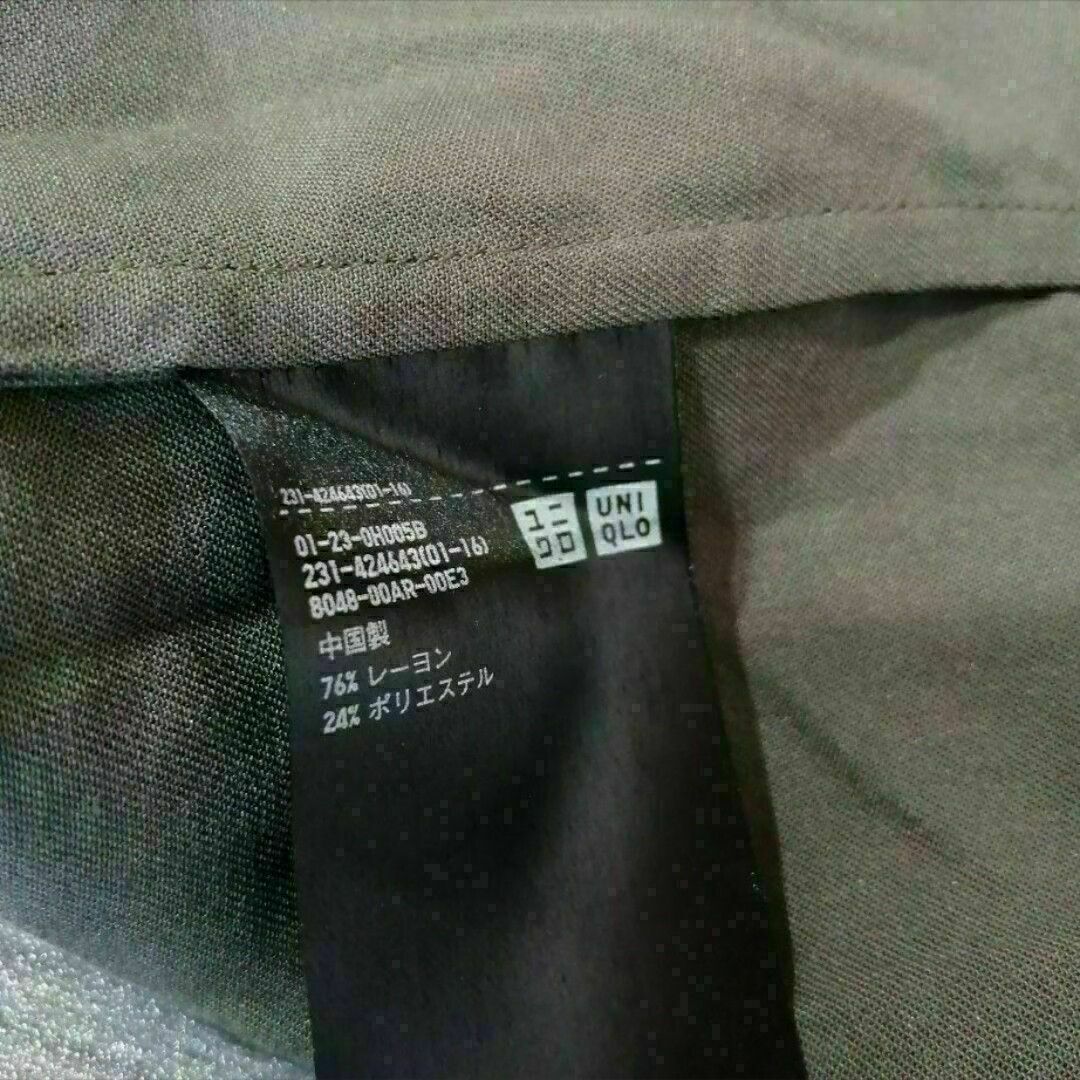 231-424643(01-16)
ユニ
クロ
UNI
QLO
01-23-0H005B
231-424643(01-16)
8048-00AR-00E3
中国製
76% レーヨン
24% ポリエステル